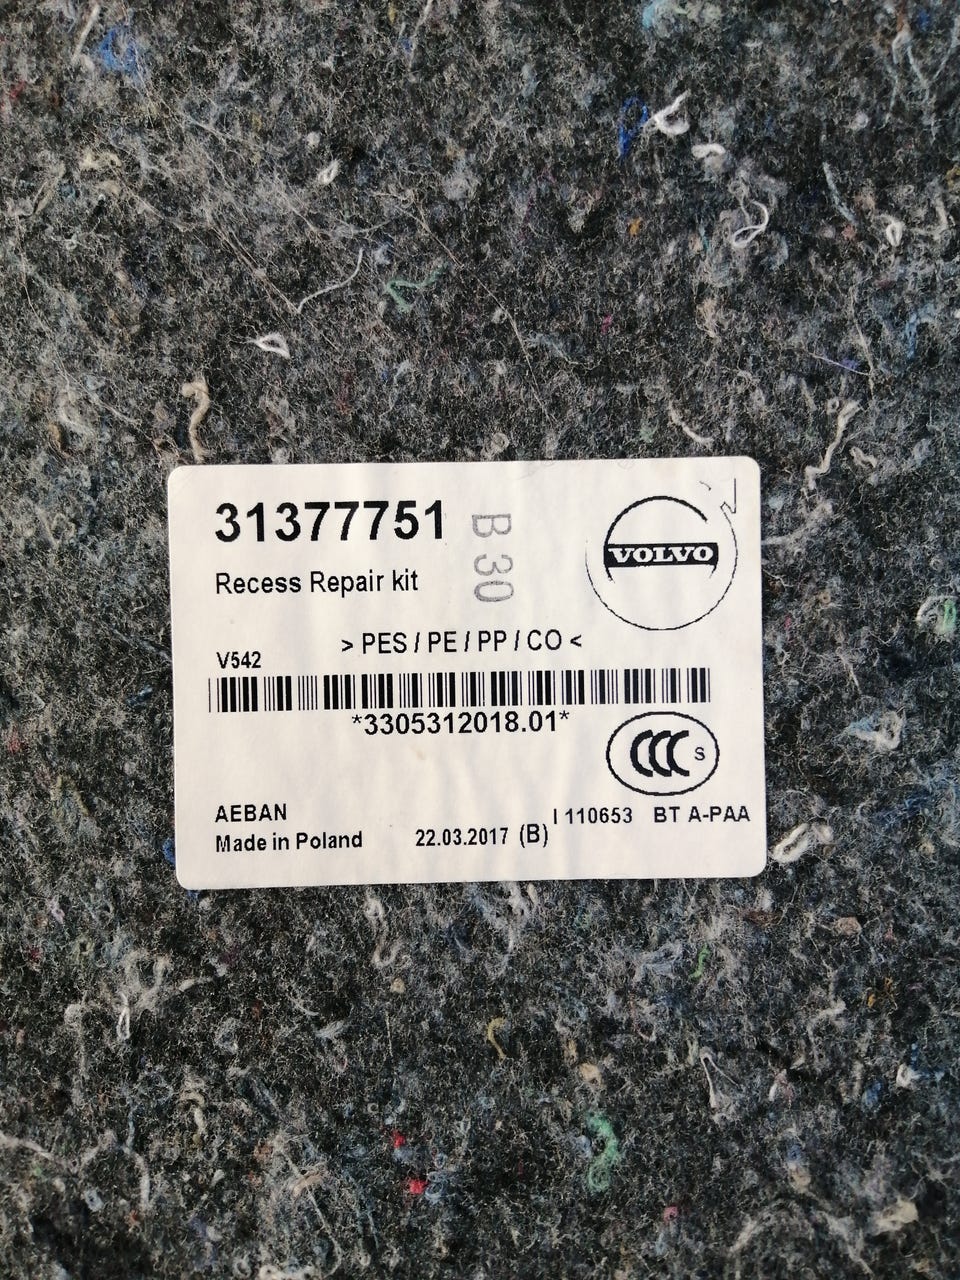 31377751
B 30
VOLVO
Recess Repair kit
> PES / PE / PP / CO <
V542
*3305312018.01*
CCC S
AEBAN
I 110653 BT A-PAA
Made in Poland 22.03.2017 (B)